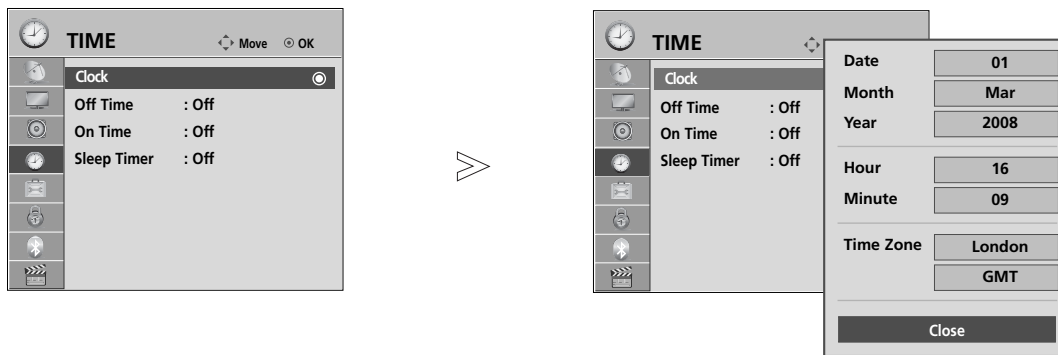 TIME
Move OK
Clock
Off Time : Off
On Time : Off
Sleep Timer : Off
TIME
Clock
Off Time : Off
On Time : Off
Sleep Timer : Off
Date 01
Month Mar
Year 2008
Hour 16
Minute 09
Time Zone London
GMT
Close